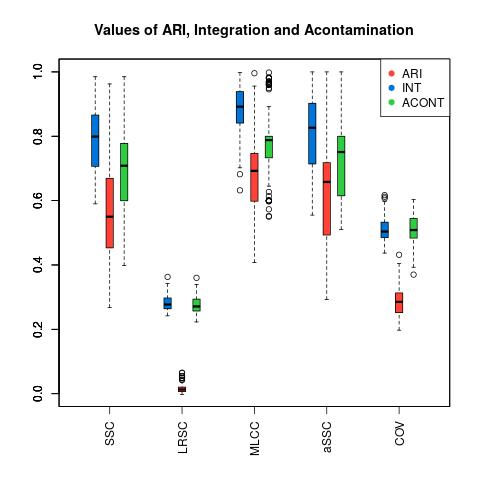 Values of ARI, Integration and Acontamination
ARI
INT
ACONT
1.0
0.8
0.6
0.4
0.2
0.0
SSC
LRSC
MLCC
aSSC
COV